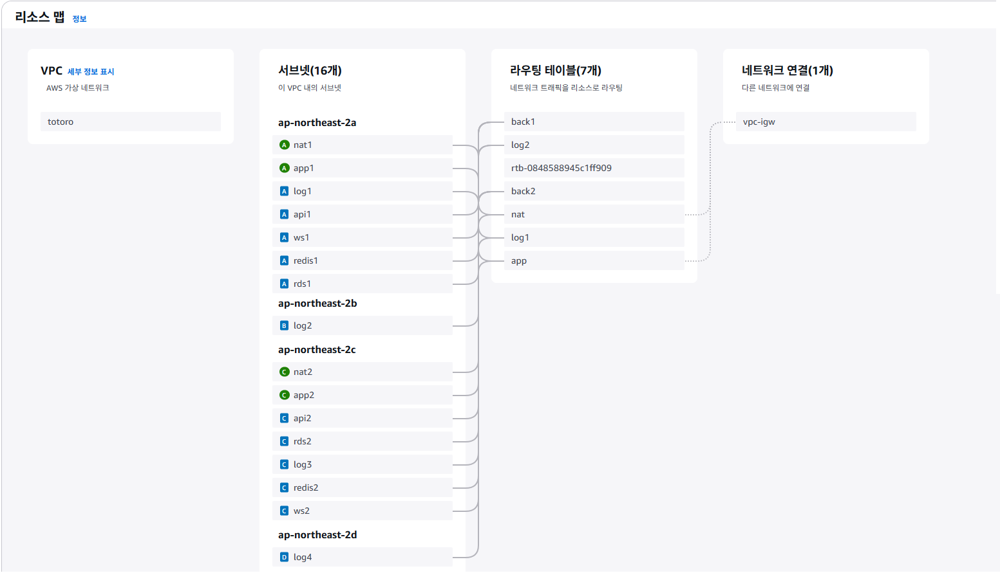 리소스 맵 정보
VPC 세부 정보 표시
AWS 가상 네트워크
totoro
서브넷(16개)
이 VPC 내의 서브넷
ap-northeast-2a
A nat1
A app1
A log1
A api1
A ws1
A redis1
A rds1
ap-northeast-2b
B log2
ap-northeast-2c
C nat2
C app2
C api2
C rds2
C log3
C redis2
C ws2
ap-northeast-2d
D log4
라우팅 테이블(7개)
네트워크 트래픽을 리소스로 라우팅
back1
log2
rtb-0848588945c1ff909
back2
nat
log1
app
네트워크 연결(1개)
다른 네트워크에 연결
vpc-igw